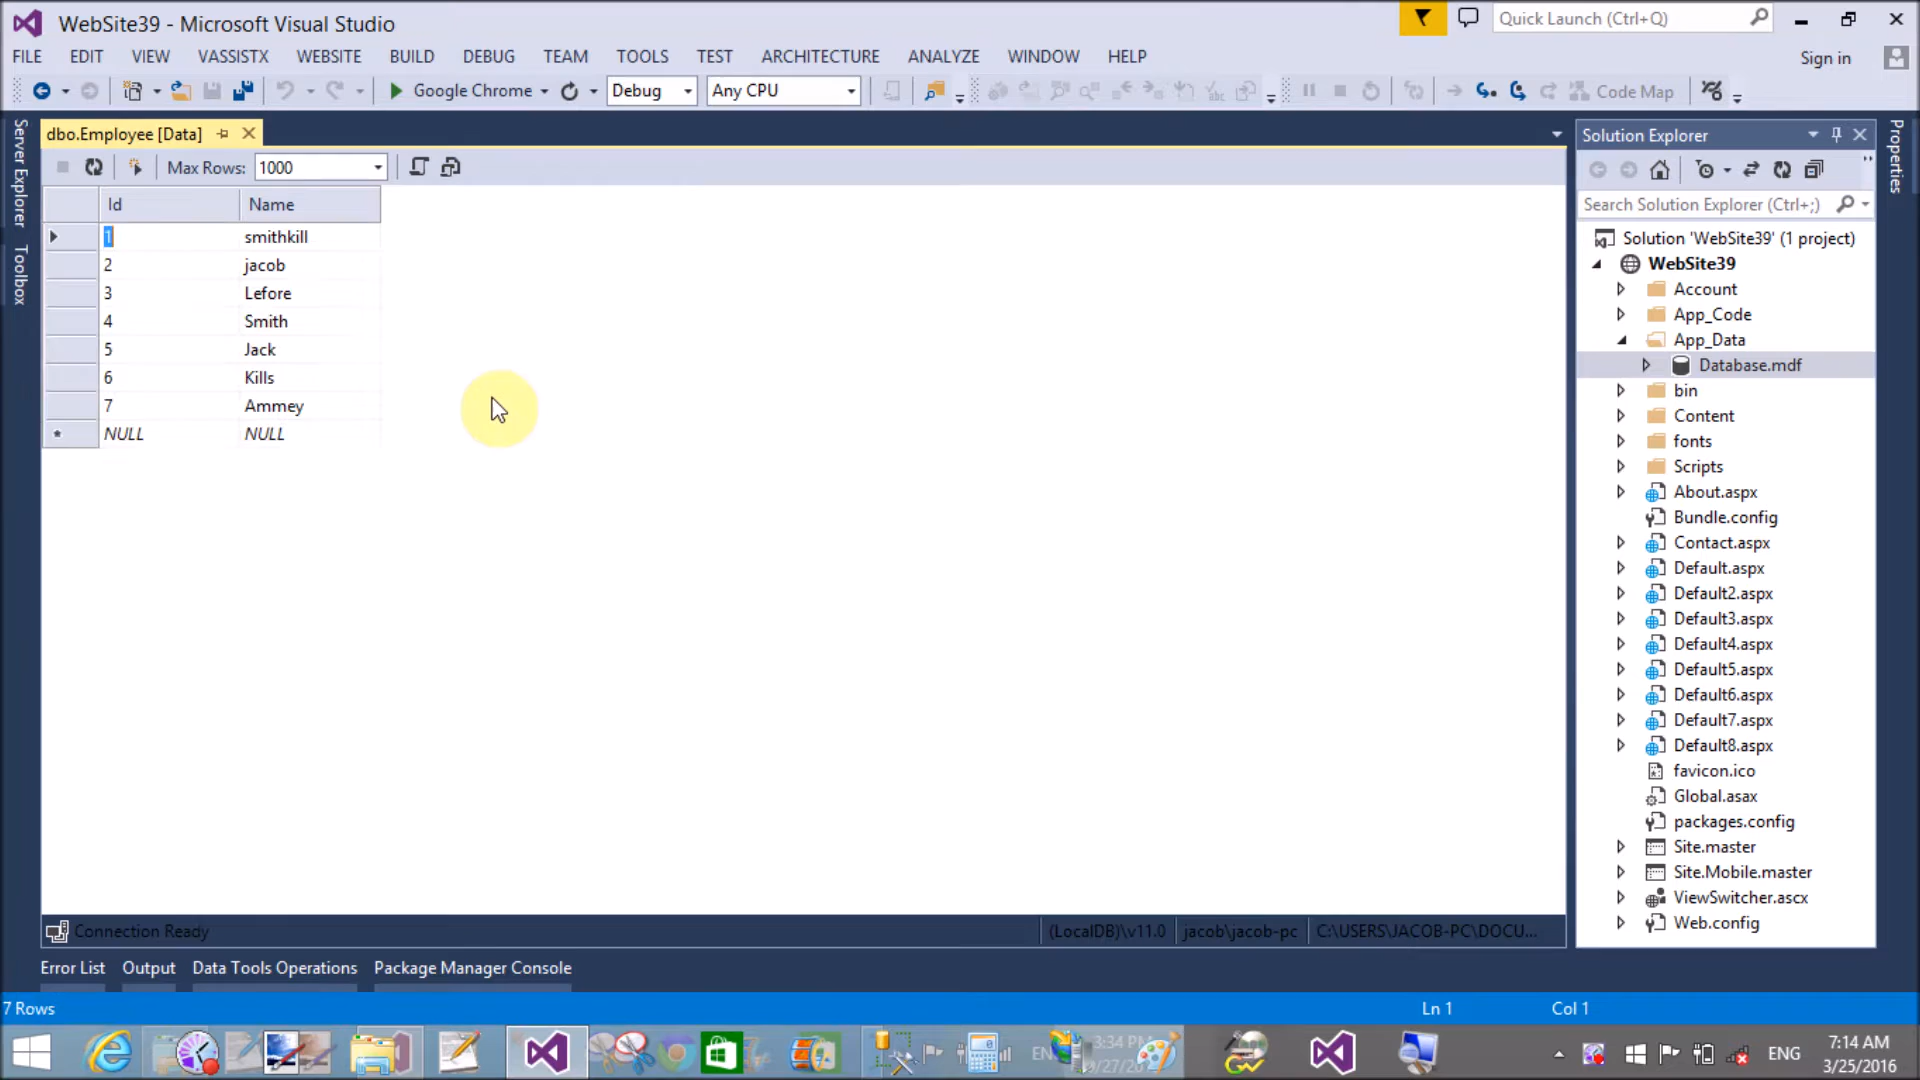 WebSite39 - Microsoft Visual Studio
Quick Launch (Ctrl+Q)
FILE EDIT VIEW VASSISTX WEBSITE BUILD DEBUG TEAM TOOLS TEST ARCHITECTURE ANALYZE WINDOW HELP
Sign in
Google Chrome Debug Any CPU Code Map
Server Explorer
Toolbox
dbo.Employee [Data]
Max Rows: 1000
Id Name
1 smithkill
2 jacob
3 Lefore
4 Smith
5 Jack
6 Kills
7 Ammey
NULL NULL
Solution Explorer
Search Solution Explorer (Ctrl+;)
Solution 'WebSite39' (1 project)
WebSite39
Account
App_Code
App_Data
Database.mdf
bin
Content
fonts
Scripts
About.aspx
Bundle.config
Contact.aspx
Default.aspx
Default2.aspx
Default3.aspx
Default4.aspx
Default5.aspx
Default6.aspx
Default7.aspx
Default8.aspx
favicon.ico
Global.asax
packages.config
Site.master
Site.Mobile.master
ViewSwitcher.ascx
Web.config
Properties
Connection Ready
(LocalDB)\v11.0 jacob\jacob-pc C:\USERS\JACOB-PC\DOCU...
Error List Output Data Tools Operations Package Manager Console
7 Rows
Ln 1 Col 1
3:34 PM
ENG
7:14 AM
3/25/2016